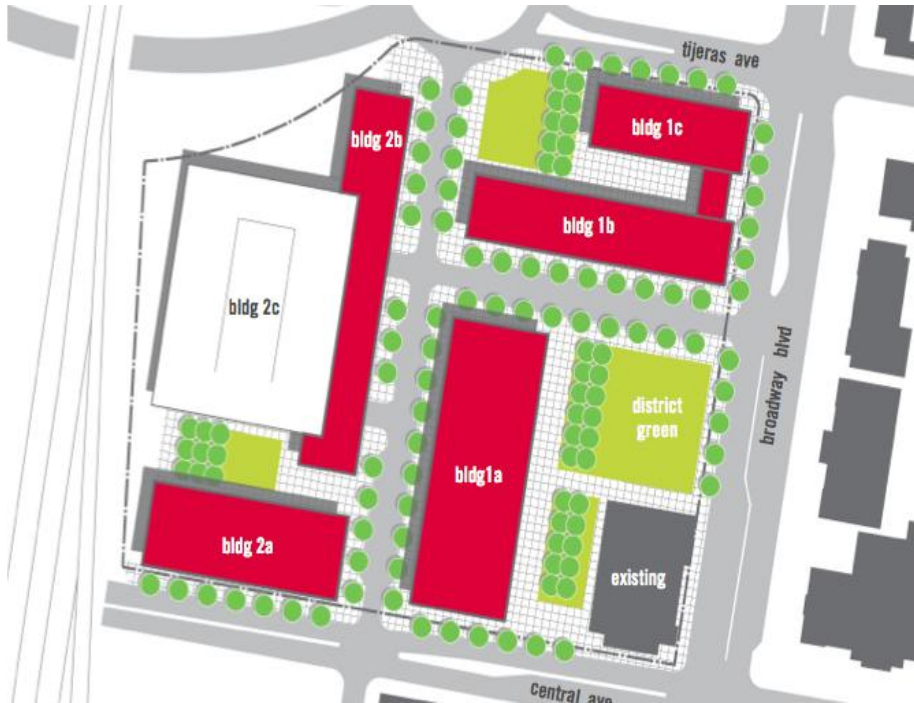 tijeras ave
bldg 1c
bldg 2b
bldg 1b
bldg 2c
broadway blvd
district
green
bldg1a
bldg 2a
existing
central ave